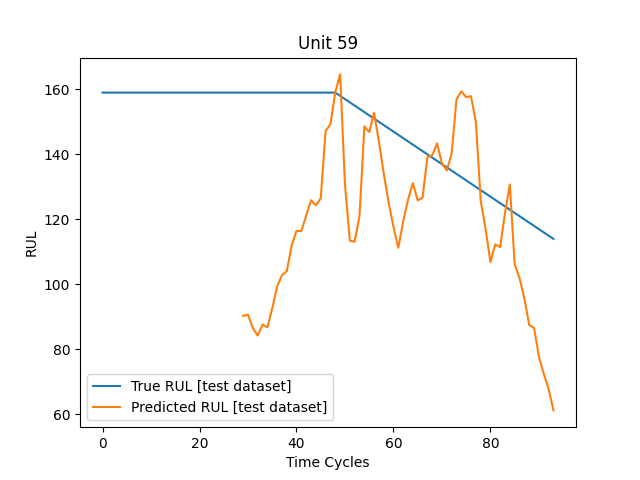 Unit 59
RUL
160
140
120
100
80
60
True RUL [test dataset]
Predicted RUL [test dataset]
0 20 40 60 80
Time Cycles